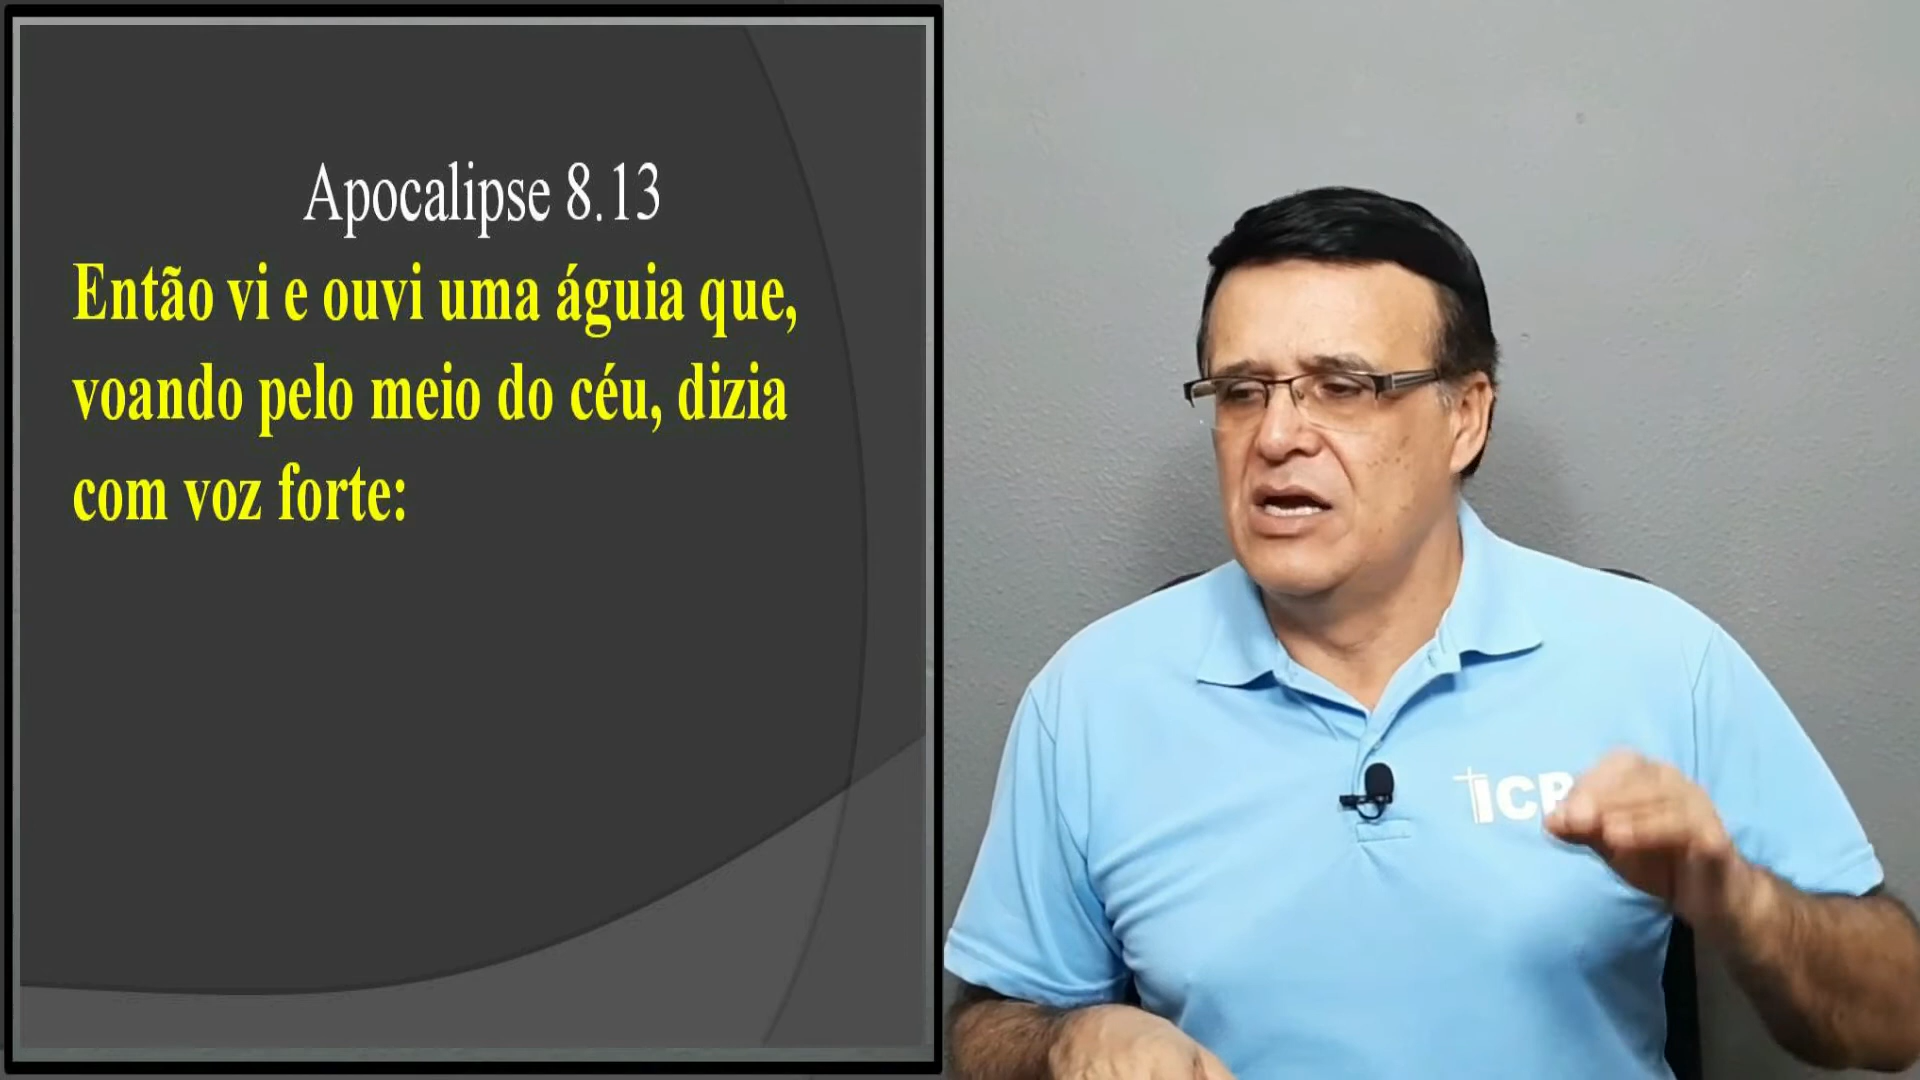 Apocalipse 8.13
Então vi e ouvi uma águia que,
voando pelo meio do céu, dizia
com voz forte: